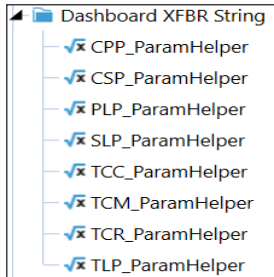 Dashboard XFBR String
CPP_ParamHelper
CSP_ParamHelper
PLP_ParamHelper
SLP_ParamHelper
TCC_ParamHelper
TCM_ParamHelper
TCR_ParamHelper
TLP_ParamHelper